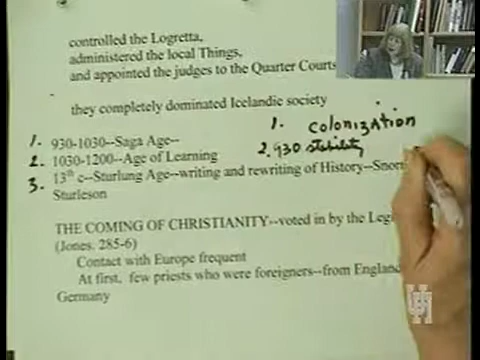 controlled the Logretta,
administered the local Things,
and appointed the judges to the Quarter Courts
they completely dominated Icelandic society
1. colonization
1. 930-1030--Saga Age--
2. 930 stability
2. 1030-1200--Age of Learning
3. 13th c--Sturlung Age--writing and rewriting of History--Snorri
Sturleson
THE COMING OF CHRISTIANITY--voted in by the
(Jones. 285-6)
Contact with Europe frequent
At first, few priests who were foreigners--from England
Germany